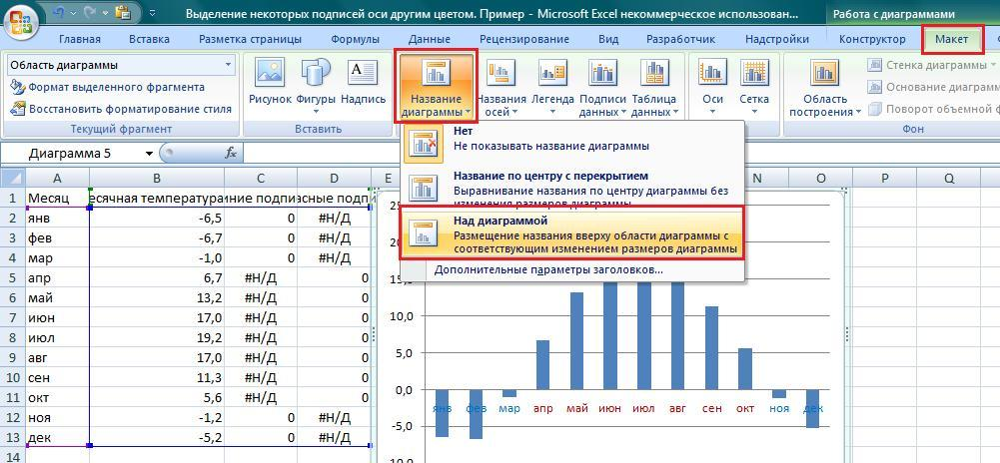 Выделение некоторых подписей оси другим цветом. Пример - Microsoft Excel некоммерческое использован...
Работа с диаграммами
Главная Вставка Разметка страницы Формулы Данные Рецензирование Вид Разработчик Надстройки Конструктор Макет
Область диаграммы
Формат выделенного фрагмента
Восстановить форматирование стиля
Текущий фрагмент
Рисунок Фигуры Надпись
Вставить
Название диаграммы
Названия осей
Легенда
Подписи данных
Таблица данных
Оси Сетка
Область построения
Стенка диаграммы
Основание диаграммы
Поворот объемной ф
Фон
Нет
Не показывать название диаграммы
Название по центру с перекрытием
Выравнивание названия по центру диаграммы без
изменения размеров диаграммы
Над диаграммой
Размещение названия вверху области диаграммы с
соответствующим изменением размеров диаграммы
Дополнительные параметры заголовков...
Диаграмма 5 fx
A B C D E N O P Q R
1 Месяц есячная температура ние подпи сные подп
2 янв -6,5 0 #Н/Д
3 фев -6,7 0 #Н/Д
4 мар -1,0 0 #Н/Д
5 апр 6,7 #Н/Д 0
6 май 13,2 #Н/Д 0
7 июн 17,0 #Н/Д 0
8 июл 19,2 #Н/Д 0
9 авг 17,0 #Н/Д 0
10 сен 11,3 #Н/Д 0
11 окт 5,6 #Н/Д 0
12 ноя -1,2 0 #Н/Д
13 дек -5,2 0 #Н/Д
14
15,0
10,0
5,0
0,0
янв фев мар апр май июн июл авг сен окт ноя дек
-5,0
-10,0